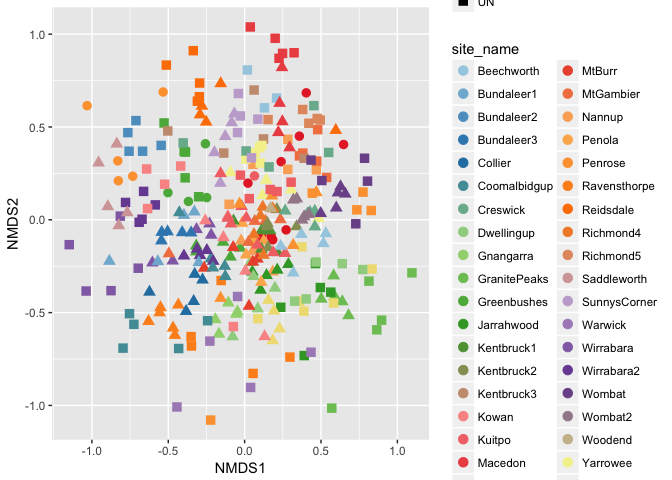 UN
site_name
Beechworth
Bundaleer1
Bundaleer2
Bundaleer3
Collier
Coomalbidgup
Creswick
Dwellingup
Gnangarra
GranitePeaks
Greenbushes
Jarrahwood
Kentbruck1
Kentbruck2
Kentbruck3
Kowan
Kuitpo
Macedon
MtBurr
MtGambier
Nannup
Penola
Penrose
Ravensthorpe
Reidsdale
Richmond4
Richmond5
Saddleworth
SunnysCorner
Warwick
Wirrabara
Wirrabara2
Wombat
Wombat2
Woodend
Yarrowee
NMDS2
1.0
0.5
0.0
-0.5
-1.0
-1.0
-0.5
0.0
0.5
1.0
NMDS1